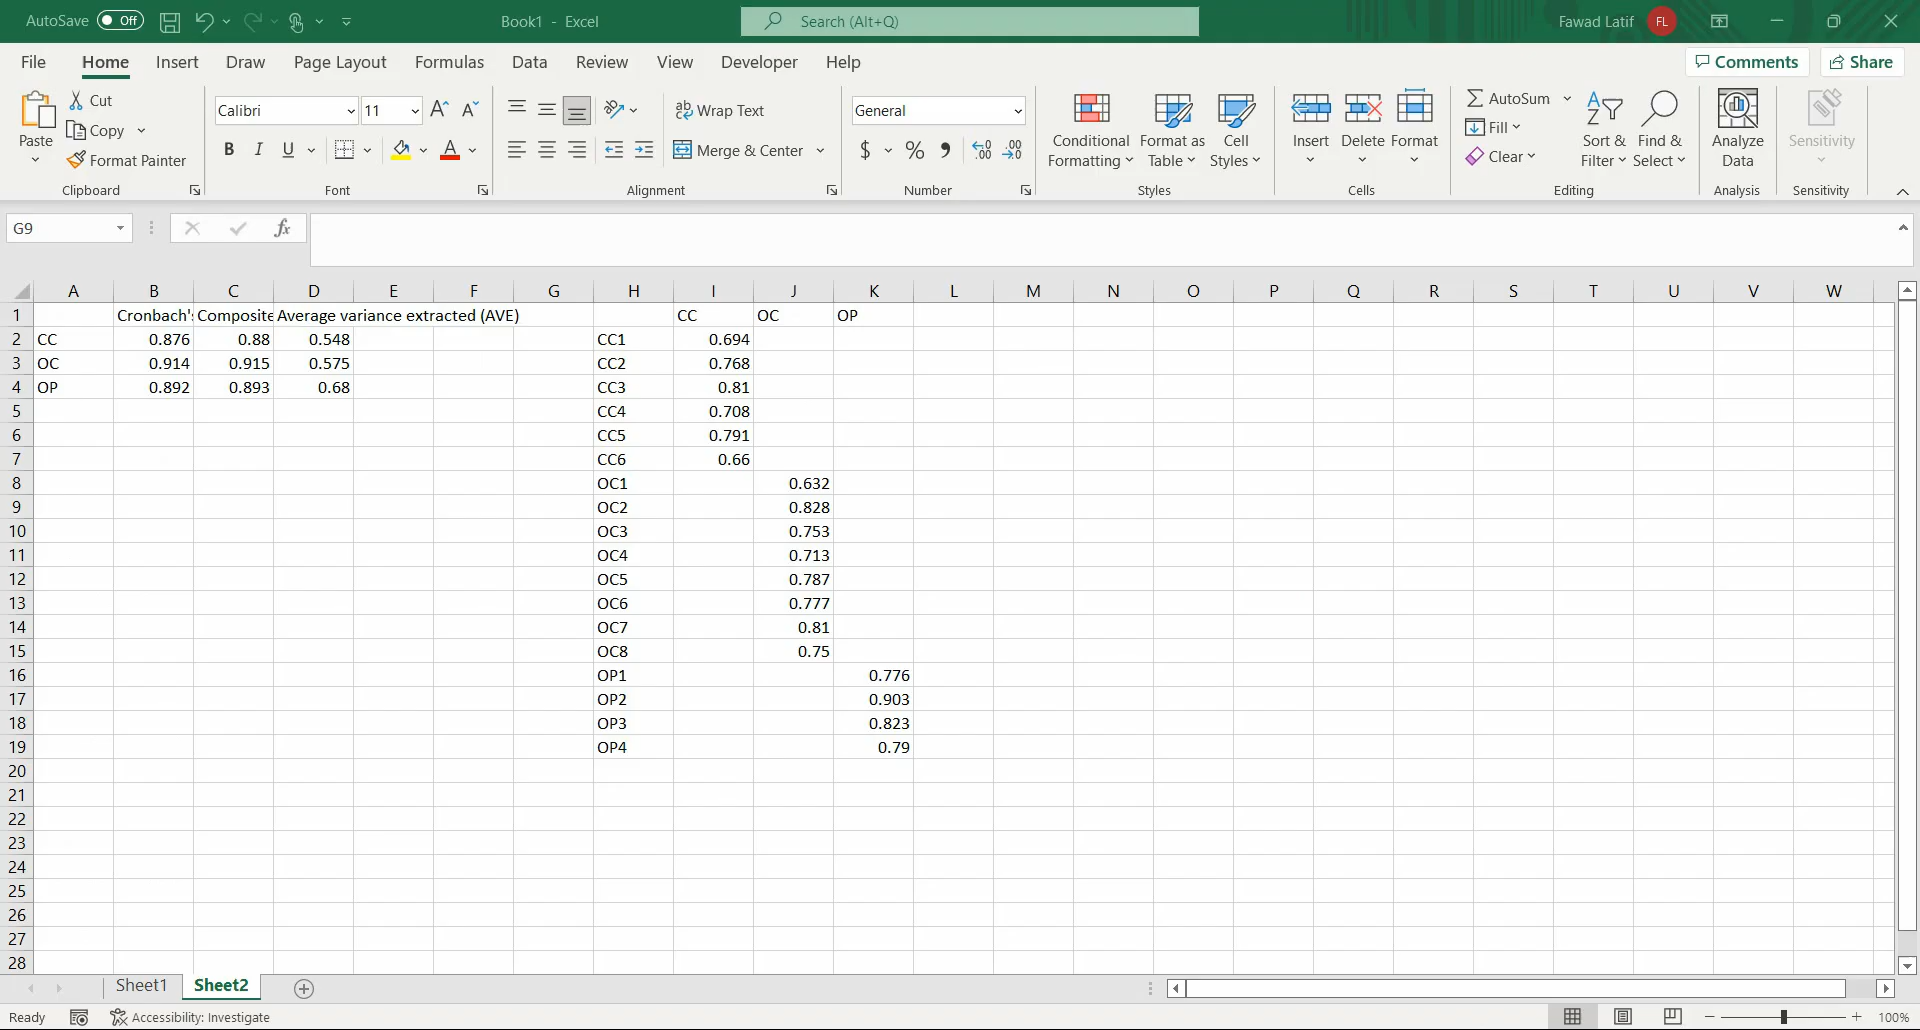 AutoSave Off Book1 - Excel Search (Alt+Q) Fawad Latif FL
File Home Insert Draw Page Layout Formulas Data Review View Developer Help Comments Share
Paste Cut Copy Format Painter Clipboard
Calibri 11 A A B I U A Font
ab Wrap Text Merge & Center Alignment
General $ % , .00 .00 Number
Conditional Formatting Format as Table Cell Styles Styles
Insert Delete Format Cells
AutoSum Fill Clear Sort & Filter Find & Select Editing
Analyze Data Analysis
Sensitivity Sensitivity
G9 fx
A B C D E F G H I J K L M N O P Q R S T U V W
1 Cronbach's Composite Average variance extracted (AVE) CC OC OP
2 CC 0.876 0.88 0.548 CC1 0.694
3 OC 0.914 0.915 0.575 CC2 0.768
4 OP 0.892 0.893 0.68 CC3 0.81
5 CC4 0.708
6 CC5 0.791
7 CC6 0.66
8 OC1 0.632
9 OC2 0.828
10 OC3 0.753
11 OC4 0.713
12 OC5 0.787
13 OC6 0.777
14 OC7 0.81
15 OC8 0.75
16 OP1 0.776
17 OP2 0.903
18 OP3 0.823
19 OP4 0.79
20
21
22
23
24
25
26
27
28
Sheet1 Sheet2
Ready Accessibility: Investigate 100%